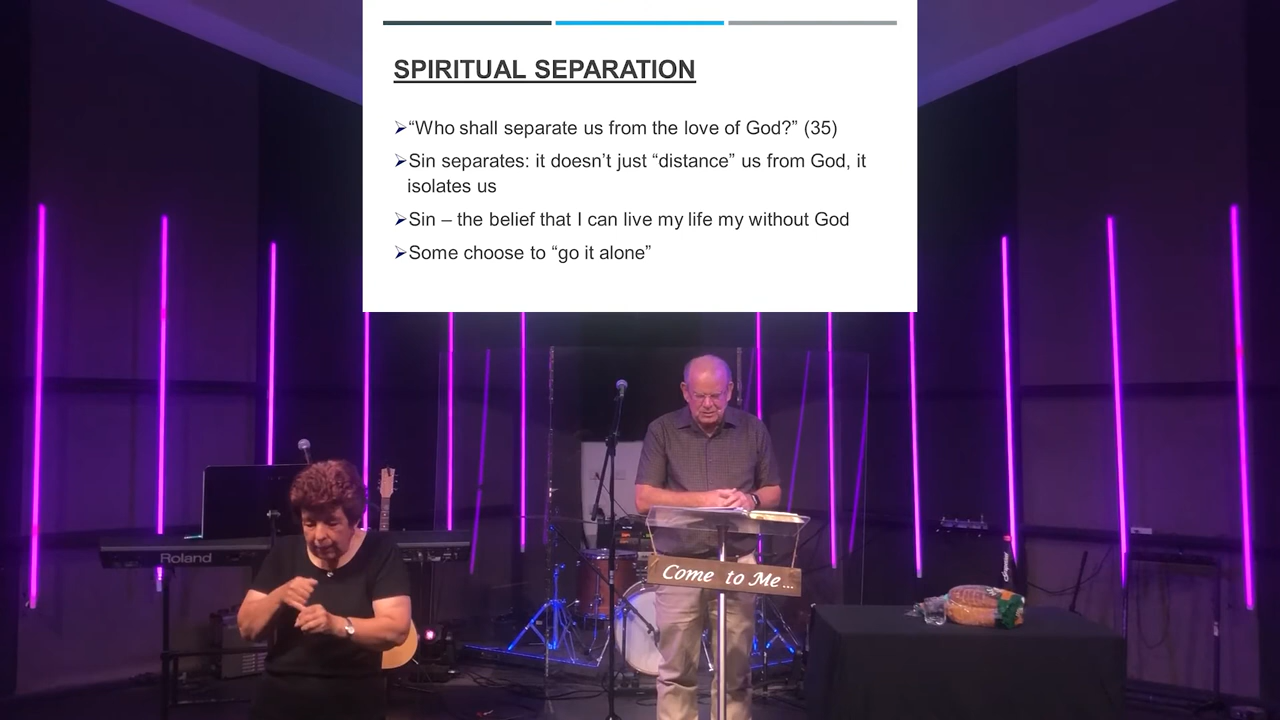 SPIRITUAL SEPARATION
➢“Who shall separate us from the love of God?” (35)
➢Sin separates: it doesn’t just “distance” us from God, it
isolates us
➢Sin – the belief that I can live my life my without God
➢Some choose to “go it alone”
Roland
Come to Me...